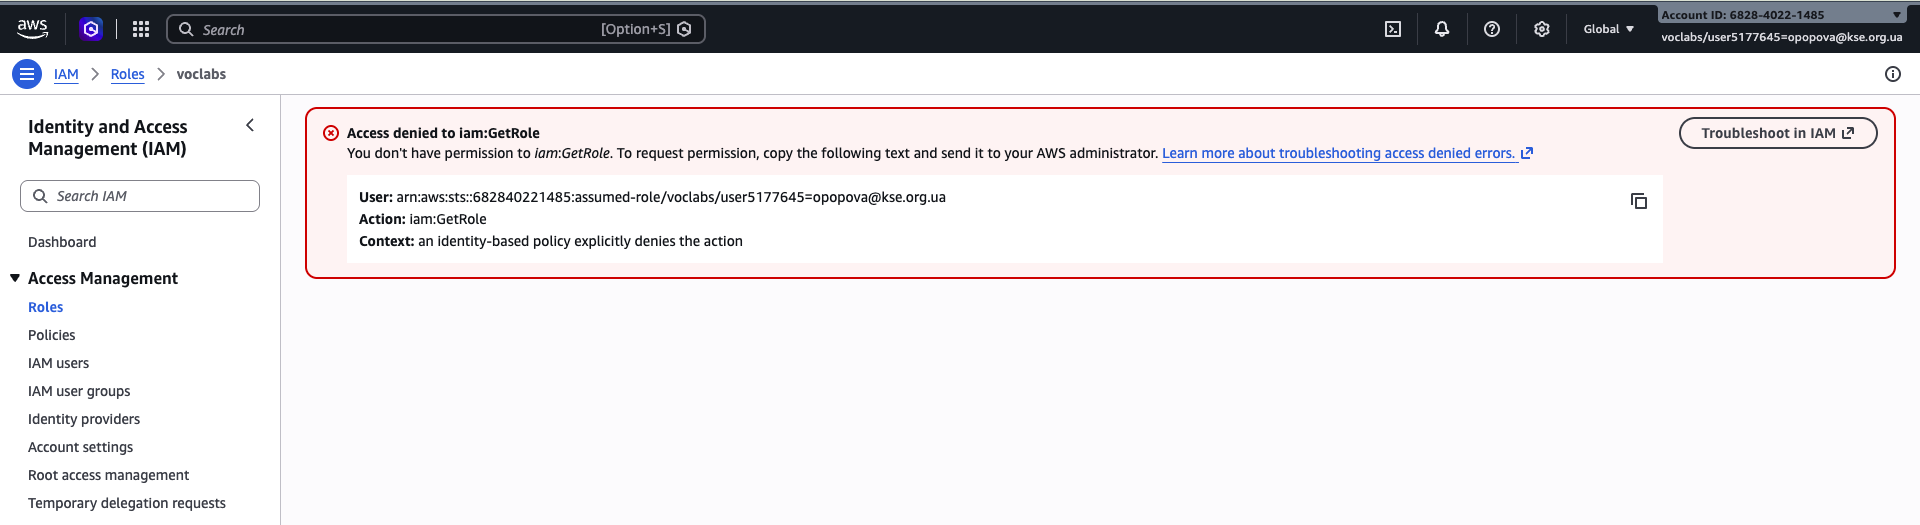 aws
Search
[Option+S]
Global
Account ID: 6828-4022-1485
voclabs/user5177645=opopova@kse.org.ua
IAM
Roles
voclabs
Identity and Access
Management (IAM)
Search IAM
Dashboard
Access Management
Roles
Policies
IAM users
IAM user groups
Identity providers
Account settings
Root access management
Temporary delegation requests
Access denied to iam:GetRole
You don't have permission to iam:GetRole. To request permission, copy the following text and send it to your AWS administrator. Learn more about troubleshooting access denied errors.
Troubleshoot in IAM
User: arn:aws:sts::682840221485:assumed-role/voclabs/user5177645=opopova@kse.org.ua
Action: iam:GetRole
Context: an identity-based policy explicitly denies the action